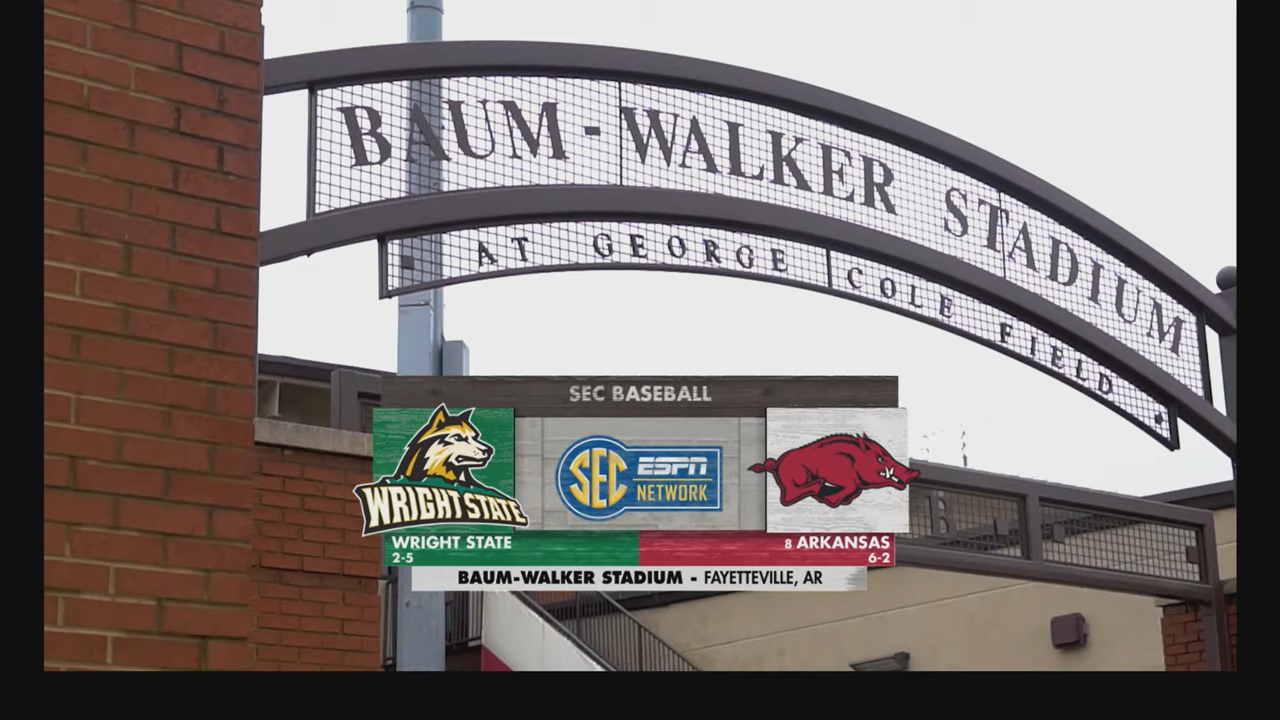 BAUM-WALKER STADIUM
AT GEORGE COLE FIELD
SEC BASEBALL
WRIGHT STATE
SEC ESPN
NETWORK
WRIGHT STATE
8 ARKANSAS
2-5
6-2
BAUM-WALKER STADIUM - FAYETTEVILLE, AR